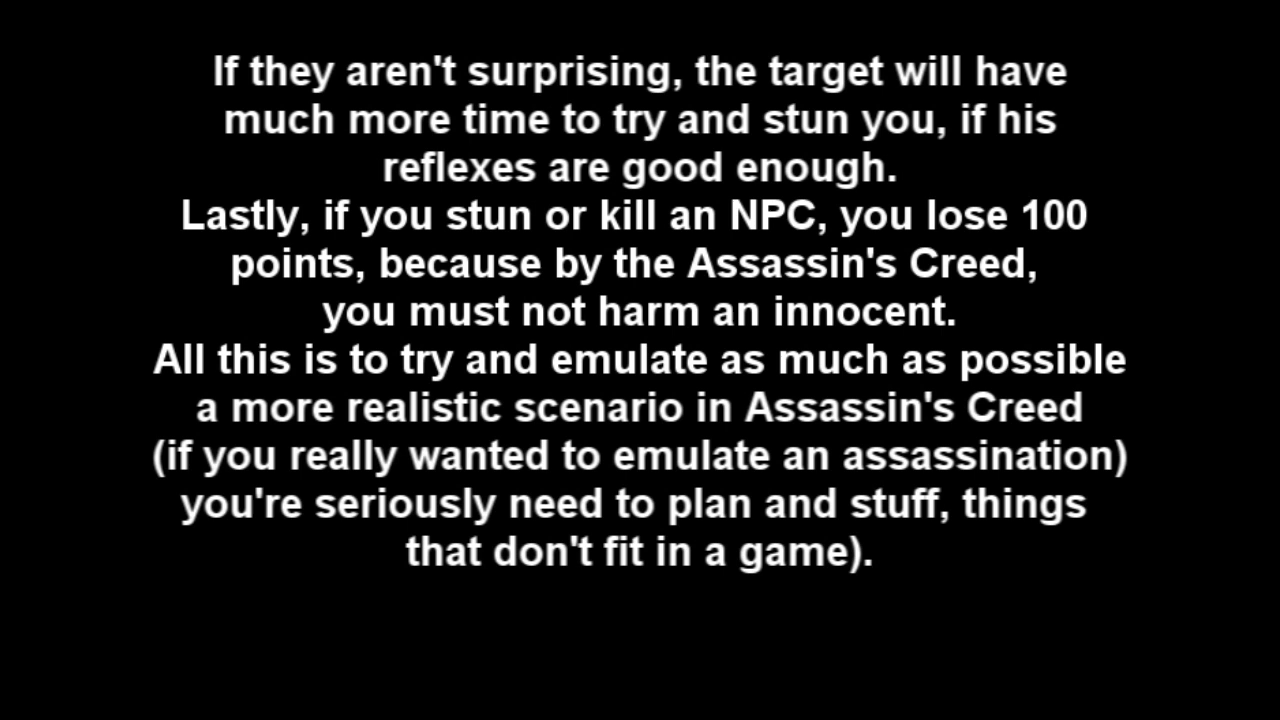 If they aren't surprising, the target will have
much more time to try and stun you, if his
reflexes are good enough.
Lastly, if you stun or kill an NPC, you lose 100
points, because by the Assassin's Creed,
you must not harm an innocent.
All this is to try and emulate as much as possible
a more realistic scenario in Assassin's Creed
(if you really wanted to emulate an assassination)
you're seriously need to plan and stuff, things
that don't fit in a game).